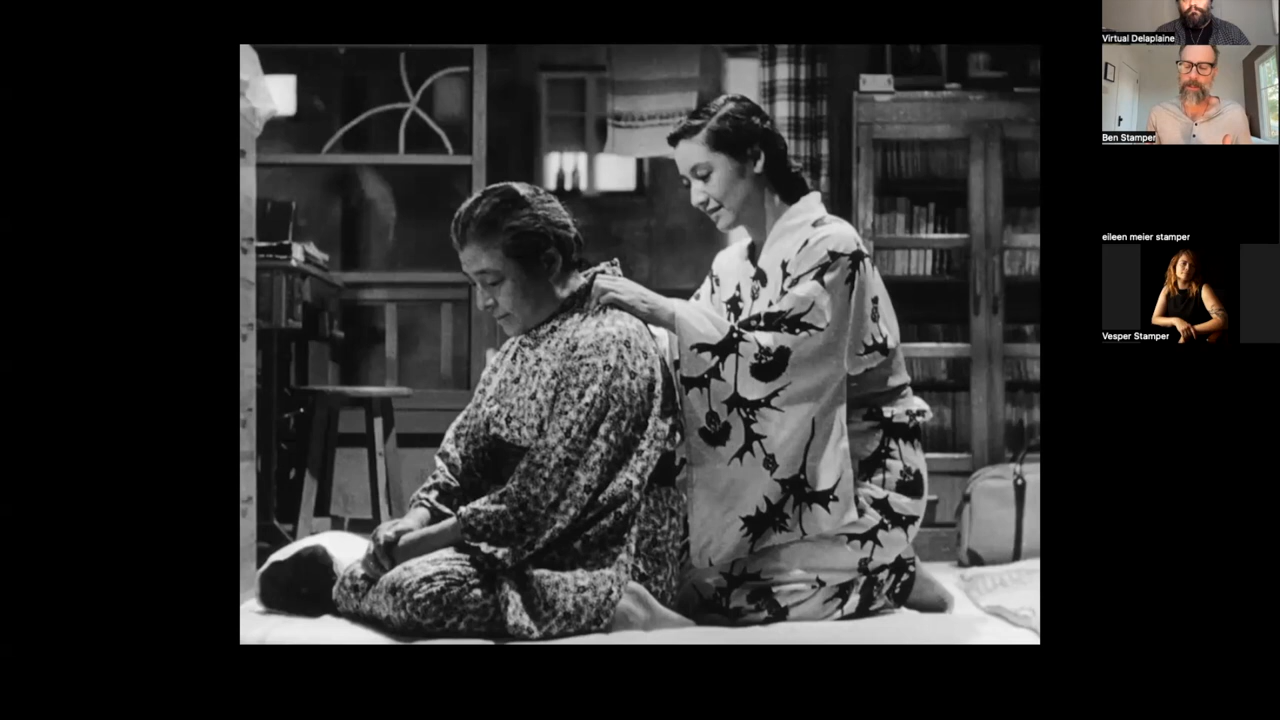 Virtual Delaplaine
Ben Stamper
eileen meier stamper
Vesper Stamper